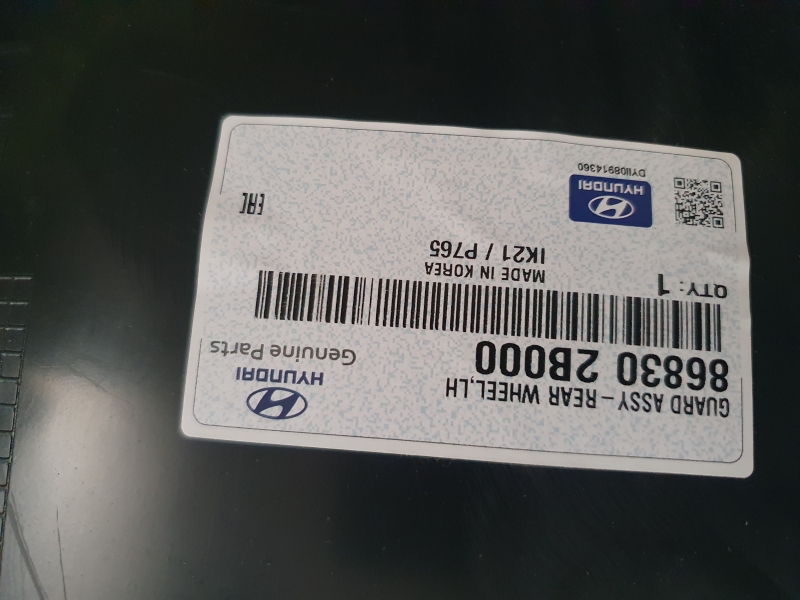 GUARD ASSY–REAR WHEEL,LH
86830 2B000
HYUNDAI
Genuine Parts
QTY: 1
MADE IN KOREA
IK21 / P765
EAC
HYUNDAI
DYII08914360